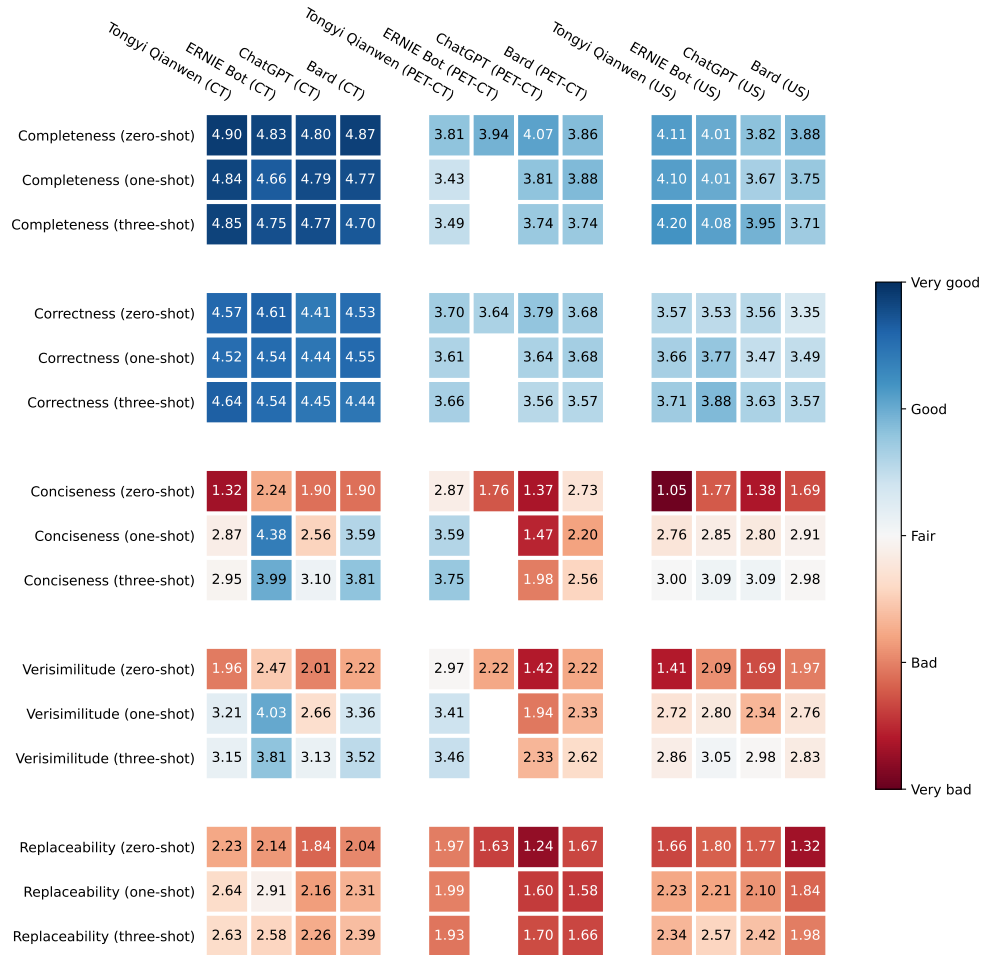 Tongyi Qianwen (CT)
ERNIE Bot (CT)
ChatGPT (CT)
Bard (CT)
Tongyi Qianwen (PET-CT)
ERNIE Bot (PET-CT)
ChatGPT (PET-CT)
Bard (PET-CT)
Tongyi Qianwen (US)
ERNIE Bot (US)
ChatGPT (US)
Bard (US)
Completeness (zero-shot) 4.90 4.83 4.80 4.87 3.81 3.94 4.07 3.86 4.11 4.01 3.82 3.88
Completeness (one-shot) 4.84 4.66 4.79 4.77 3.43 3.81 3.88 4.10 4.01 3.67 3.75
Completeness (three-shot) 4.85 4.75 4.77 4.70 3.49 3.74 3.74 4.20 4.08 3.95 3.71
Correctness (zero-shot) 4.57 4.61 4.41 4.53 3.70 3.64 3.79 3.68 3.57 3.53 3.56 3.35
Correctness (one-shot) 4.52 4.54 4.44 4.55 3.61 3.64 3.68 3.66 3.77 3.47 3.49
Correctness (three-shot) 4.64 4.54 4.45 4.44 3.66 3.56 3.57 3.71 3.88 3.63 3.57
Conciseness (zero-shot) 1.32 2.24 1.90 1.90 2.87 1.76 1.37 2.73 1.05 1.77 1.38 1.69
Conciseness (one-shot) 2.87 4.38 2.56 3.59 3.59 1.47 2.20 2.76 2.85 2.80 2.91
Conciseness (three-shot) 2.95 3.99 3.10 3.81 3.75 1.98 2.56 3.00 3.09 3.09 2.98
Verisimilitude (zero-shot) 1.96 2.47 2.01 2.22 2.97 2.22 1.42 2.22 1.41 2.09 1.69 1.97
Verisimilitude (one-shot) 3.21 4.03 2.66 3.36 3.41 1.94 2.33 2.72 2.80 2.34 2.76
Verisimilitude (three-shot) 3.15 3.81 3.13 3.52 3.46 2.33 2.62 2.86 3.05 2.98 2.83
Replaceability (zero-shot) 2.23 2.14 1.84 2.04 1.97 1.63 1.24 1.67 1.66 1.80 1.77 1.32
Replaceability (one-shot) 2.64 2.91 2.16 2.31 1.99 1.60 1.58 2.23 2.21 2.10 1.84
Replaceability (three-shot) 2.63 2.58 2.26 2.39 1.93 1.70 1.66 2.34 2.57 2.42 1.98
Very good
Good
Fair
Bad
Very bad